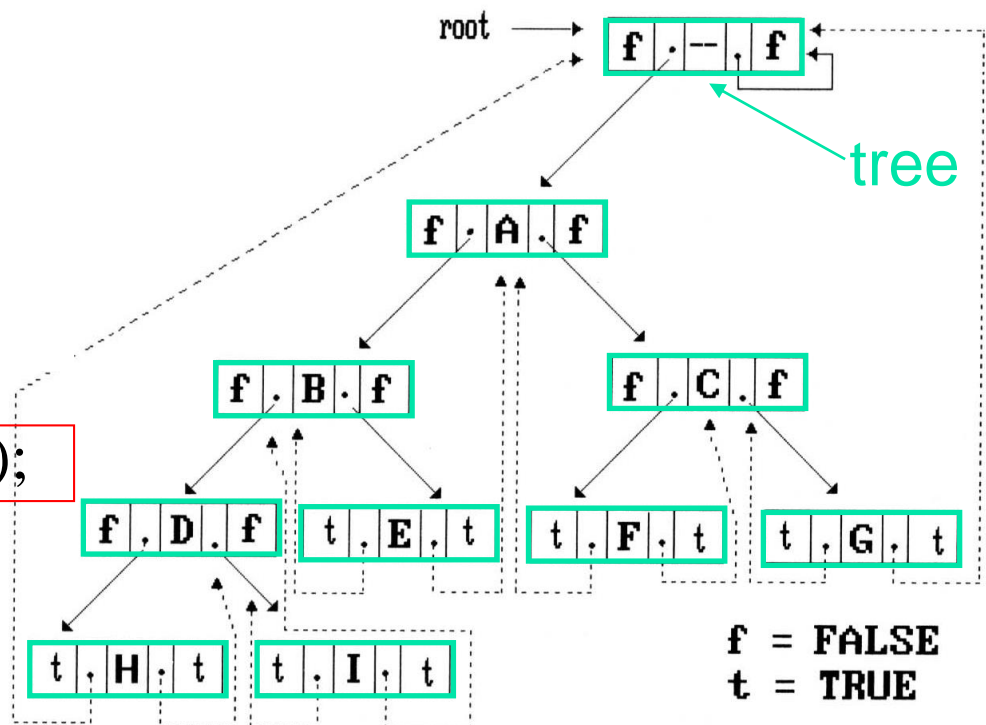 root
f . -- . f
tree
f . A . f
f . B . f
f . C . f
);
f . D . f
t . E . t
t . F . t
t . G . t
t . H . t
t . I . t
f = FALSE
t = TRUE